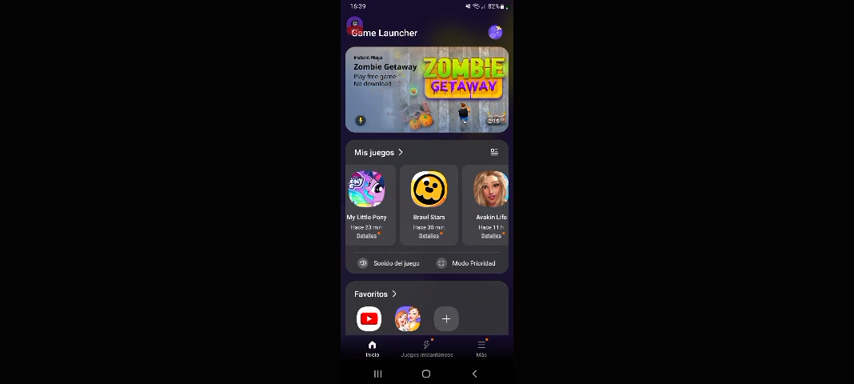 16:39
82%
Game Launcher
Instant Plays
Zombie Getaway
Play free game
No download
ZOMBIE
GETAWAY
2/15
Mis juegos
My Little Pony
Brawl Stars
Avakin Life
Hace 23 min
Hace 30 min
Hace 11 h
Detalles
Detalles
Detalles
Sonido del juego
Modo Prioridad
Favoritos
Inicio
Juegos instantáneos
Más